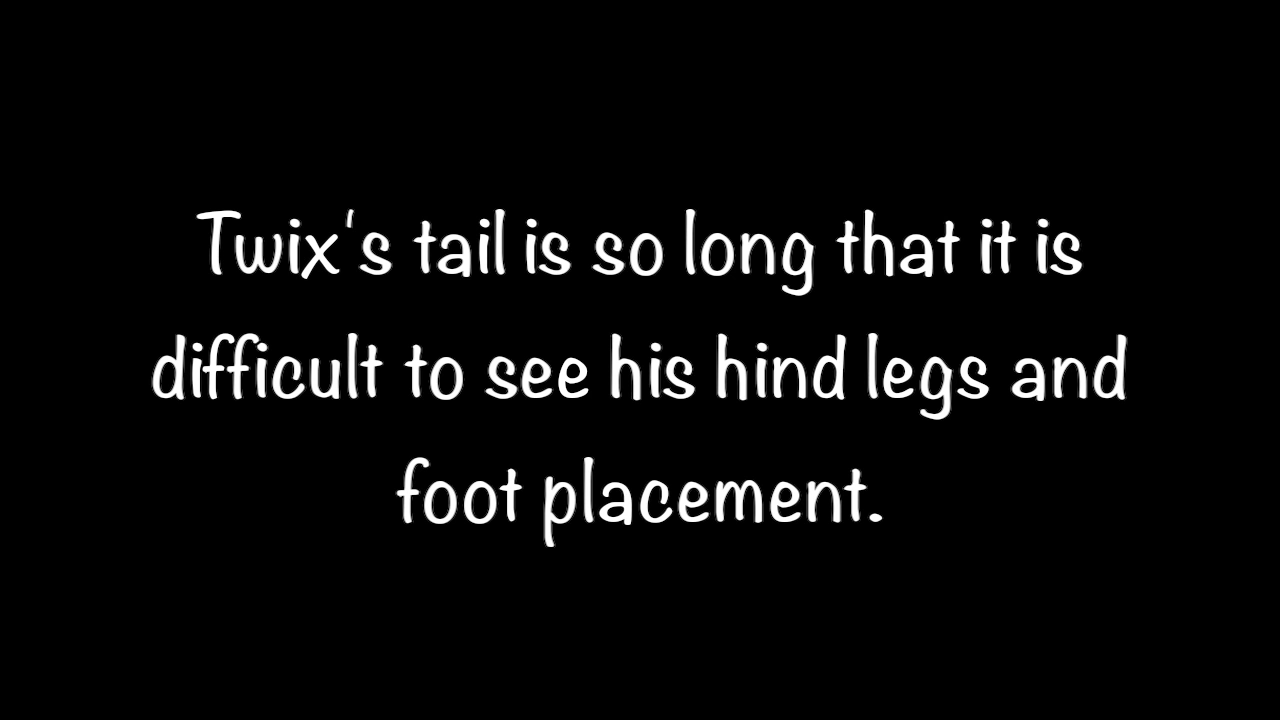 Twix's tail is so long that it is
difficult to see his hind legs and
foot placement.